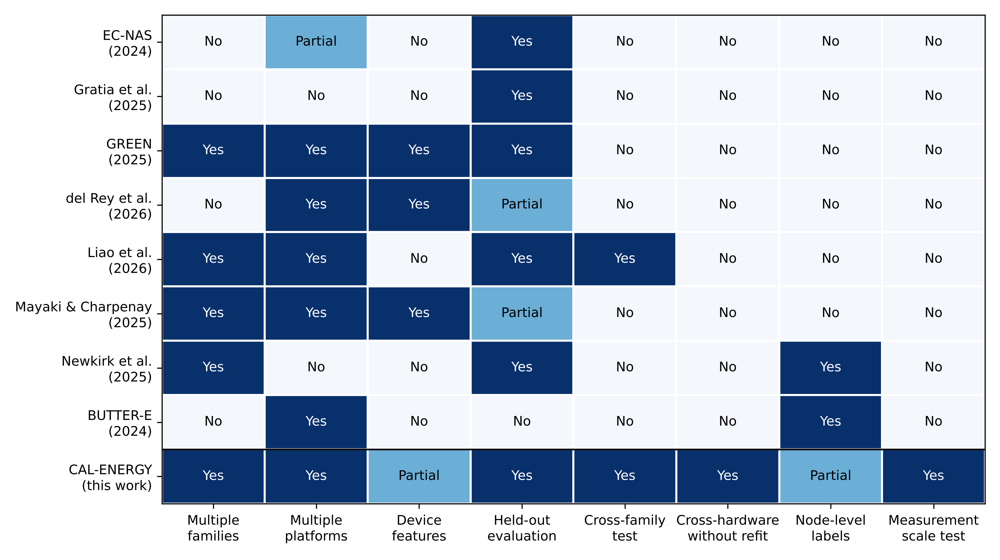 EC-NAS
(2024)
No Partial No Yes No No No No
Gratia et al.
(2025)
No No No Yes No No No No
GREEN
(2025)
Yes Yes Yes Yes No No No No
del Rey et al.
(2026)
No Yes Yes Partial No No No No
Liao et al.
(2026)
Yes Yes No Yes Yes No No No
Mayaki & Charpenay
(2025)
Yes Yes Yes Partial No No No No
Newkirk et al.
(2025)
Yes No No Yes No No Yes No
BUTTER-E
(2024)
No Yes No No No No Yes No
CAL-ENERGY
(this work)
Yes Yes Partial Yes Yes Yes Partial Yes
Multiple
families
Multiple
platforms
Device
features
Held-out
evaluation
Cross-family
test
Cross-hardware
without refit
Node-level
labels
Measurement
scale test